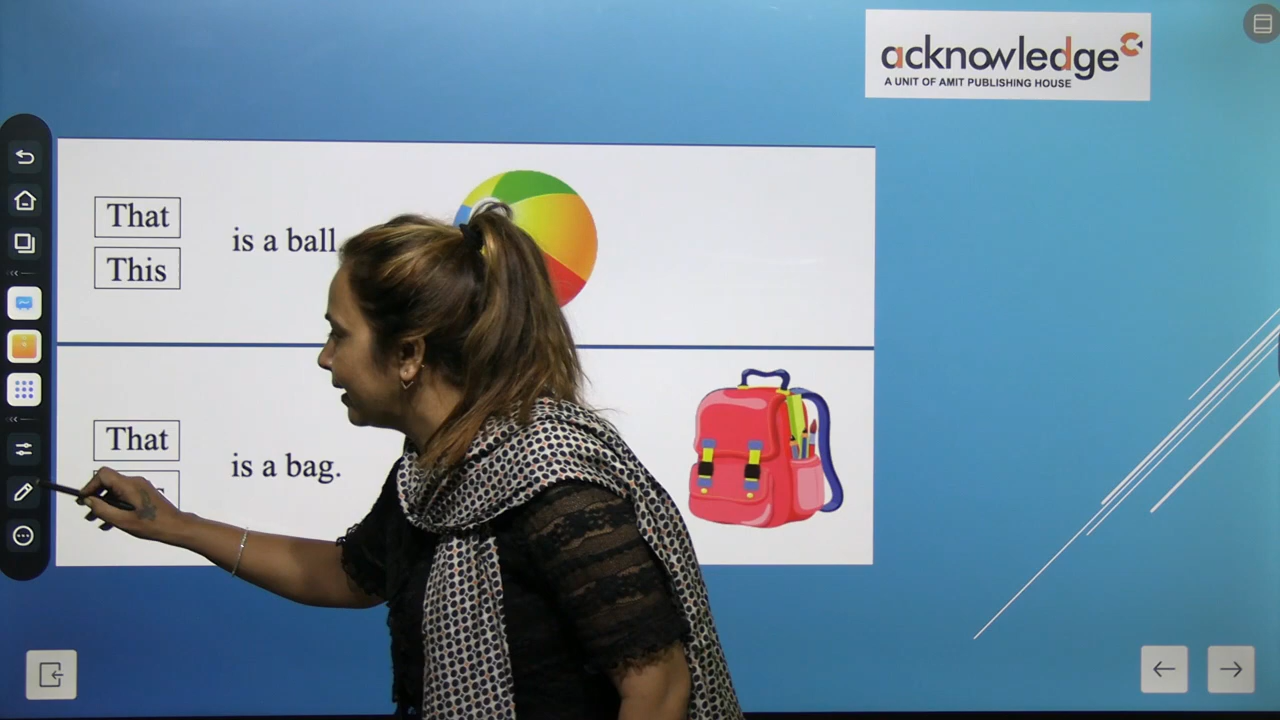 acknowledge
A UNIT OF AMIT PUBLISHING HOUSE
That
This
is a ball.
That
is a bag.